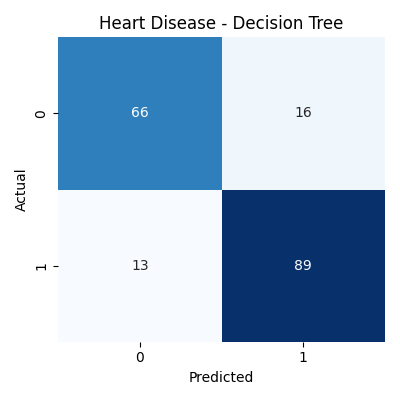 Heart Disease - Decision Tree
Actual
0
66
16
1
13
89
0
1
Predicted